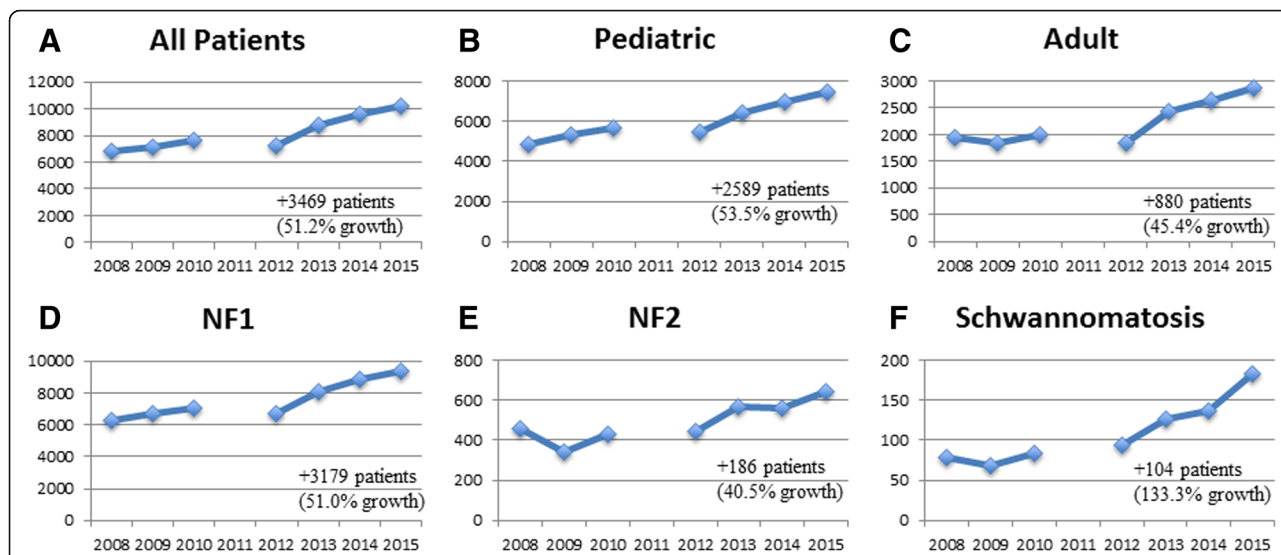 A All Patients
12000
10000
8000
6000
4000
2000
0
+3469 patients
(51.2% growth)
2008 2009 2010 2011 2012 2013 2014 2015
B Pediatric
8000
6000
4000
2000
0
+2589 patients
(53.5% growth)
2008 2009 2010 2011 2012 2013 2014 2015
C Adult
3000
2500
2000
1500
1000
500
0
+880 patients
(45.4% growth)
2008 2009 2010 2011 2012 2013 2014 2015
D NF1
10000
8000
6000
4000
2000
0
+3179 patients
(51.0% growth)
2008 2009 2010 2011 2012 2013 2014 2015
E NF2
800
600
400
200
0
+186 patients
(40.5% growth)
2008 2009 2010 2011 2012 2013 2014 2015
F Schwannomatosis
200
150
100
50
0
+104 patients
(133.3% growth)
2008 2009 2010 2011 2012 2013 2014 2015